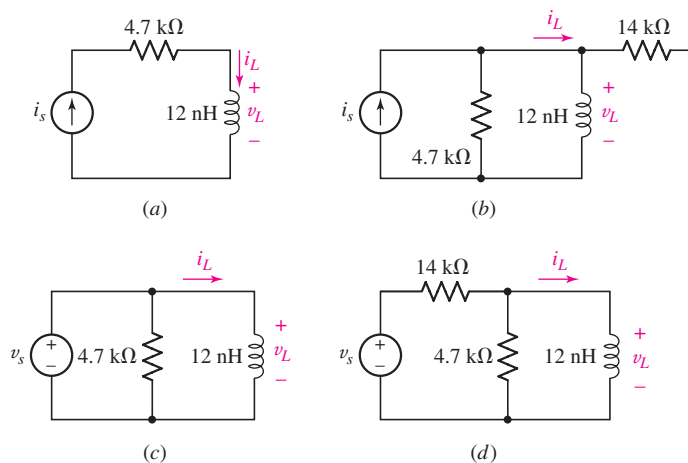 4.7 kΩ
i_L
i_s
12 nH
+
v_L
–
(a)
i_L
14 kΩ
i_s
4.7 kΩ
12 nH
+
v_L
–
(b)
i_L
v_s
+
–
4.7 kΩ
12 nH
+
v_L
–
(c)
14 kΩ
i_L
v_s
+
–
4.7 kΩ
12 nH
+
v_L
–
(d)